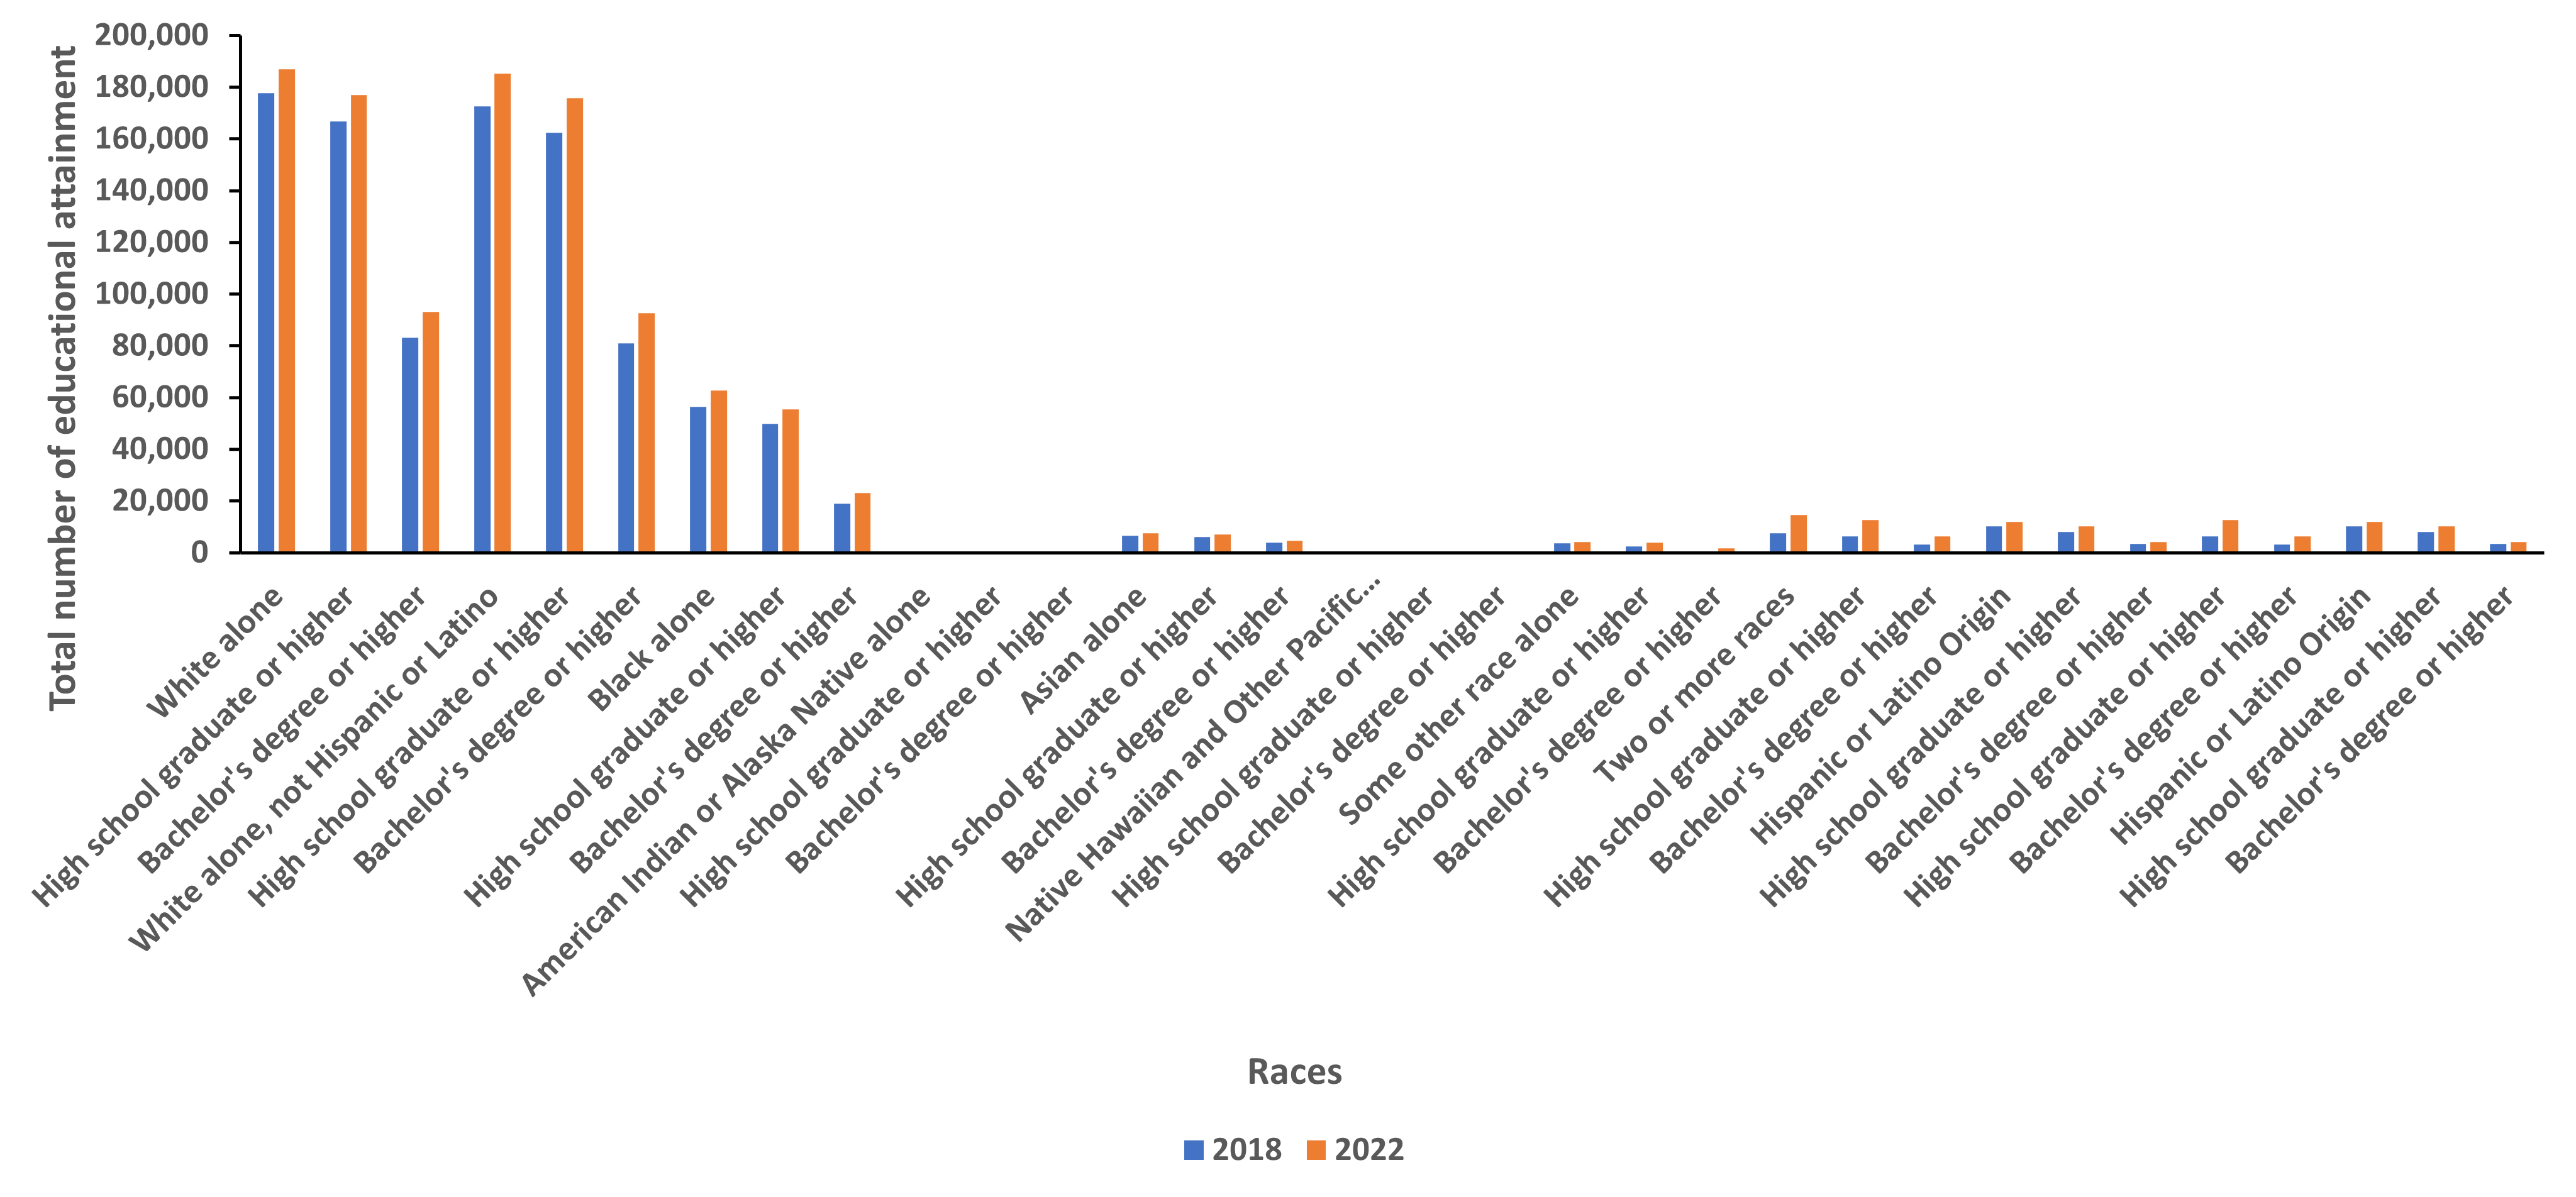 Total number of educational attainment
200,000
180,000
160,000
140,000
120,000
100,000
80,000
60,000
40,000
20,000
0
White alone
High school graduate or higher
Bachelor's degree or higher
White alone, not Hispanic or Latino
High school graduate or higher
Bachelor's degree or higher
Black alone
High school graduate or higher
Bachelor's degree or higher
American Indian or Alaska Native alone
High school graduate or higher
Bachelor's degree or higher
Asian alone
High school graduate or higher
Bachelor's degree or higher
Native Hawaiian and Other Pacific...
High school graduate or higher
Bachelor's degree or higher
Some other race alone
High school graduate or higher
Bachelor's degree or higher
Two or more races
High school graduate or higher
Bachelor's degree or higher
Hispanic or Latino Origin
High school graduate or higher
Bachelor's degree or higher
High school graduate or higher
Bachelor's degree or higher
Hispanic or Latino Origin
High school graduate or higher
Bachelor's degree or higher
Races
2018 2022